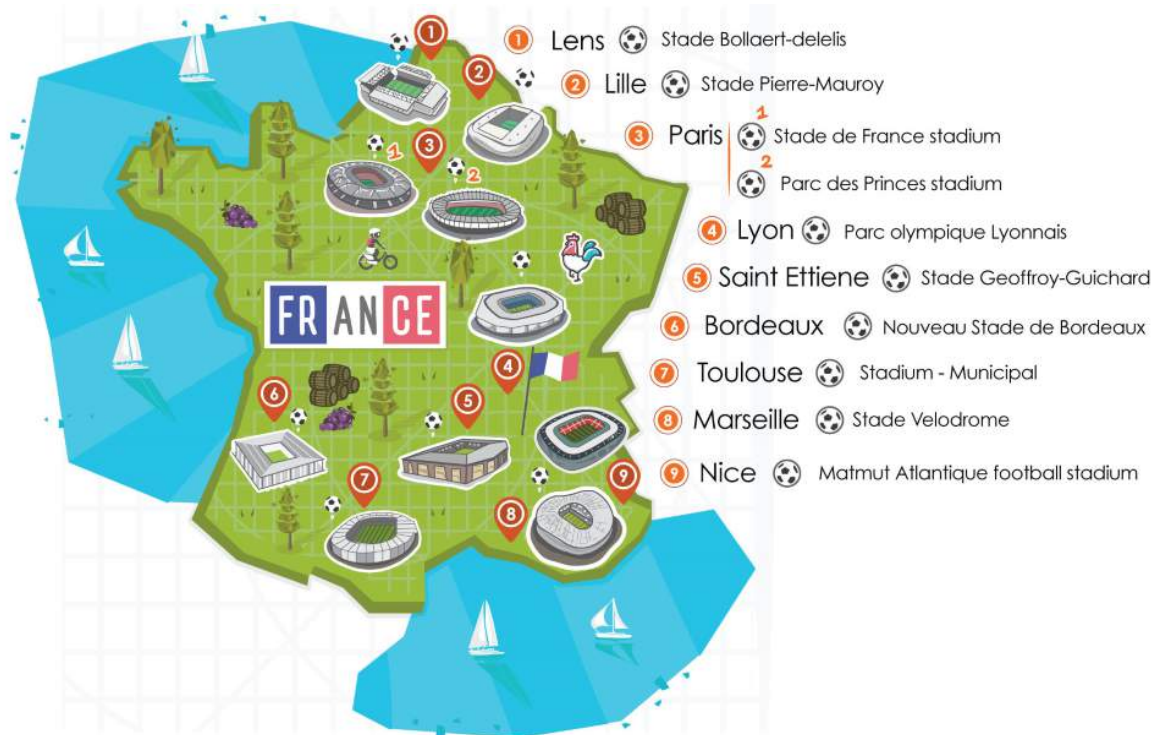 1 Lens Stade Bollaert-delelis
2 Lille Stade Pierre-Mauroy
3 Paris 1 Stade de France stadium
2 Parc des Princes stadium
4 Lyon Parc olympique Lyonnais
5 Saint Ettiene Stade Geoffroy-Guichard
6 Bordeaux Nouveau Stade de Bordeaux
7 Toulouse Stadium - Municipal
8 Marseille Stade Velodrome
9 Nice Matmut Atlantique football stadium
1
2
3
1
2
FRANCE
4
6
5
7
9
8